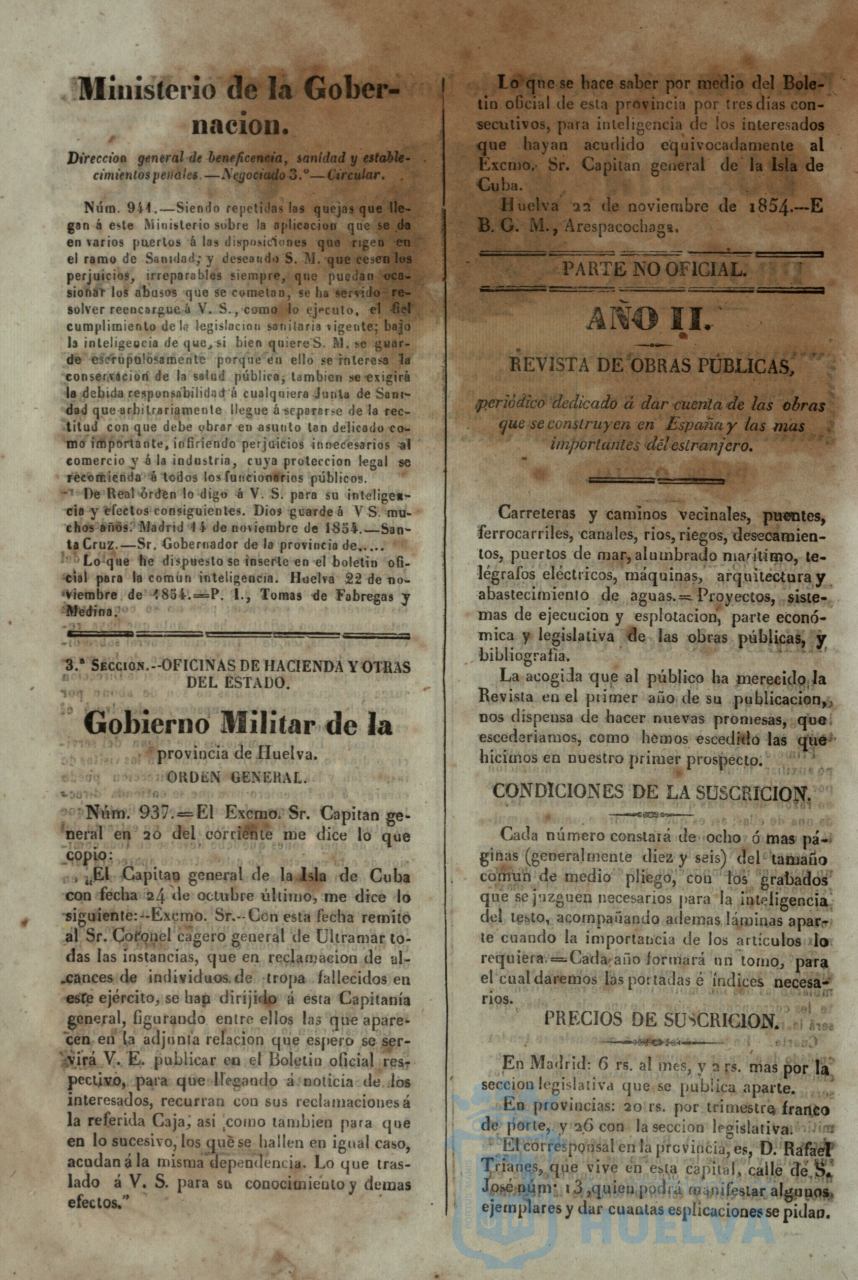 Ministerio de la Gober-
nacion.
Direccion general de beneficencia, sanidad y estable-
cimientos penales.—Negociado 3.º—Circular.
Núm. 941.—Siendo repetidas las quejas que lle-
gan á este Ministerio sobre la aplicacion que se da
en varios puertos á las disposiciones que rigen en
el ramo de Sanidad; y deseando S. M. que cesen los
perjuicios, irreparables siempre, que puedan oca-
sionar los abusos que se cometan, se ha servido re-
solver reencargue á V. S., como lo ejecuto, el fiel
cumplimiento de la legislacion sanitaria vigente; bajo
la inteligencia de que, si bien quiere S. M. se guar-
de escrupulosamente porque en ello se interesa la
conservacion de la salud pública, tambien se exigirá
la debida responsabilidad á cualquiera Junta de Sani-
dad que arbitrariamente llegue á separarse de la rec-
titud con que debe obrar en asunto tan delicado co-
mo importante, infiriendo perjuicios innecesarios al
comercio y á la industria, cuya proteccion legal se
recomienda á todos los funcionarios públicos.
De Real órden lo digo á V. S. para su inteligen-
cia y efectos consiguientes. Dios guarde á V S. mu-
chos años. Madrid 14 de noviembre de 1854.—San-
ta Cruz.—Sr. Gobernador de la provincia de.....
Lo que he dispuesto se inserte en el boletin ofi-
cial para la comun inteligencia. Huelva 22 de no-
viembre de 1854.=P. I., Tomas de Fabregas y
Medina.
3.ª SECCION.--OFICINAS DE HACIENDA Y OTRAS
DEL ESTADO.
Gobierno Militar de la
provincia de Huelva.
ORDEN GENERAL.
Núm. 937.=El Excmo. Sr. Capitan ge-
neral en 20 del corriente me dice lo que
copio:
„El Capitan general de la Isla de Cuba
con fecha 24 de octubre último, me dice lo
siguiente:--Excmo. Sr.--Con esta fecha remito
al Sr. Coronel cagero general de Ultramar to-
das las instancias, que en reclamacion de al-
cances de individuos de tropa fallecidos en
este ejército, se han dirijido á esta Capitanía
general, figurando entre ellos las que apare-
cen en la adjunta relacion que espero se ser-
virá V. E. publicar en el Boletin oficial res-
pectivo, para que llegando á noticia de los
interesados, recurran con sus reclamaciones á
la referida Caja, asi como tambien para que
en lo sucesivo, los que se hallen en igual caso,
acudan á la misma dependencia. Lo que tras-
lado á V. S. para su conocimiento y demas
efectos."
Lo que se hace saber por medio del Bole-
tin oficial de esta provincia por tres dias con-
secutivos, para inteligencia de los interesados
que hayan acudido equivocadamente al
Excmo. Sr. Capitan general de la Isla de
Cuba.
Huelva 22 de noviembre de 1854.--E
B. G. M., Arespacochaga.
PARTE NO OFICIAL.
AÑO II.
REVISTA DE OBRAS PÚBLICAS,
periódico dedicado á dar cuenta de las obras
que se construyen en España y las mas
importantes del estranjero.
Carreteras y caminos vecinales, puentes,
ferrocarriles, canales, rios, riegos, desecamien-
tos, puertos de mar, alumbrado marítimo, te-
légrafos eléctricos, máquinas, arquitectura y
abastecimiento de aguas.=Proyectos, siste-
mas de ejecucion y esplotacion, parte econó-
mica y legislativa de las obras públicas, y
bibliografía.
La acogida que al público ha merecido la
Revista en el primer año de su publicacion,
nos dispensa de hacer nuevas promesas, que
escederiamos, como hemos escedido las que
hicimos en nuestro primer prospecto.
CONDICIONES DE LA SUSCRICION.
Cada número constará de ocho ó mas pá-
ginas (generalmente diez y seis) del tamaño
comun de medio pliego, con los grabados
que se juzguen necesarios para la inteligencia
del testo, acompañando ademas láminas apar-
te cuando la importancia de los artículos lo
requiera.=Cada año formará un tomo, para
el cual daremos las portadas é índices necesa-
rios.
PRECIOS DE SUSCRICION.
En Madrid: 6 rs. al mes, y 2 rs. mas por la
seccion legislativa que se publica aparte.
En provincias: 20 rs. por trimestre franco
de porte, y 26 con la seccion legislativa.
El corresponsal en la provincia, es, D. Rafael
Trianes, que vive en esta capital, calle de S.
José núm. 13, quien podrá manifestar algunos
ejemplares y dar cuantas esplicaciones se pidan.
HUELVA